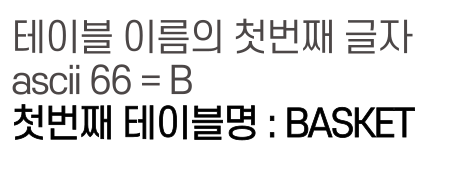 테이블 이름의 첫번째 글자
ascii 66 = B
첫번째 테이블명 : BASKET